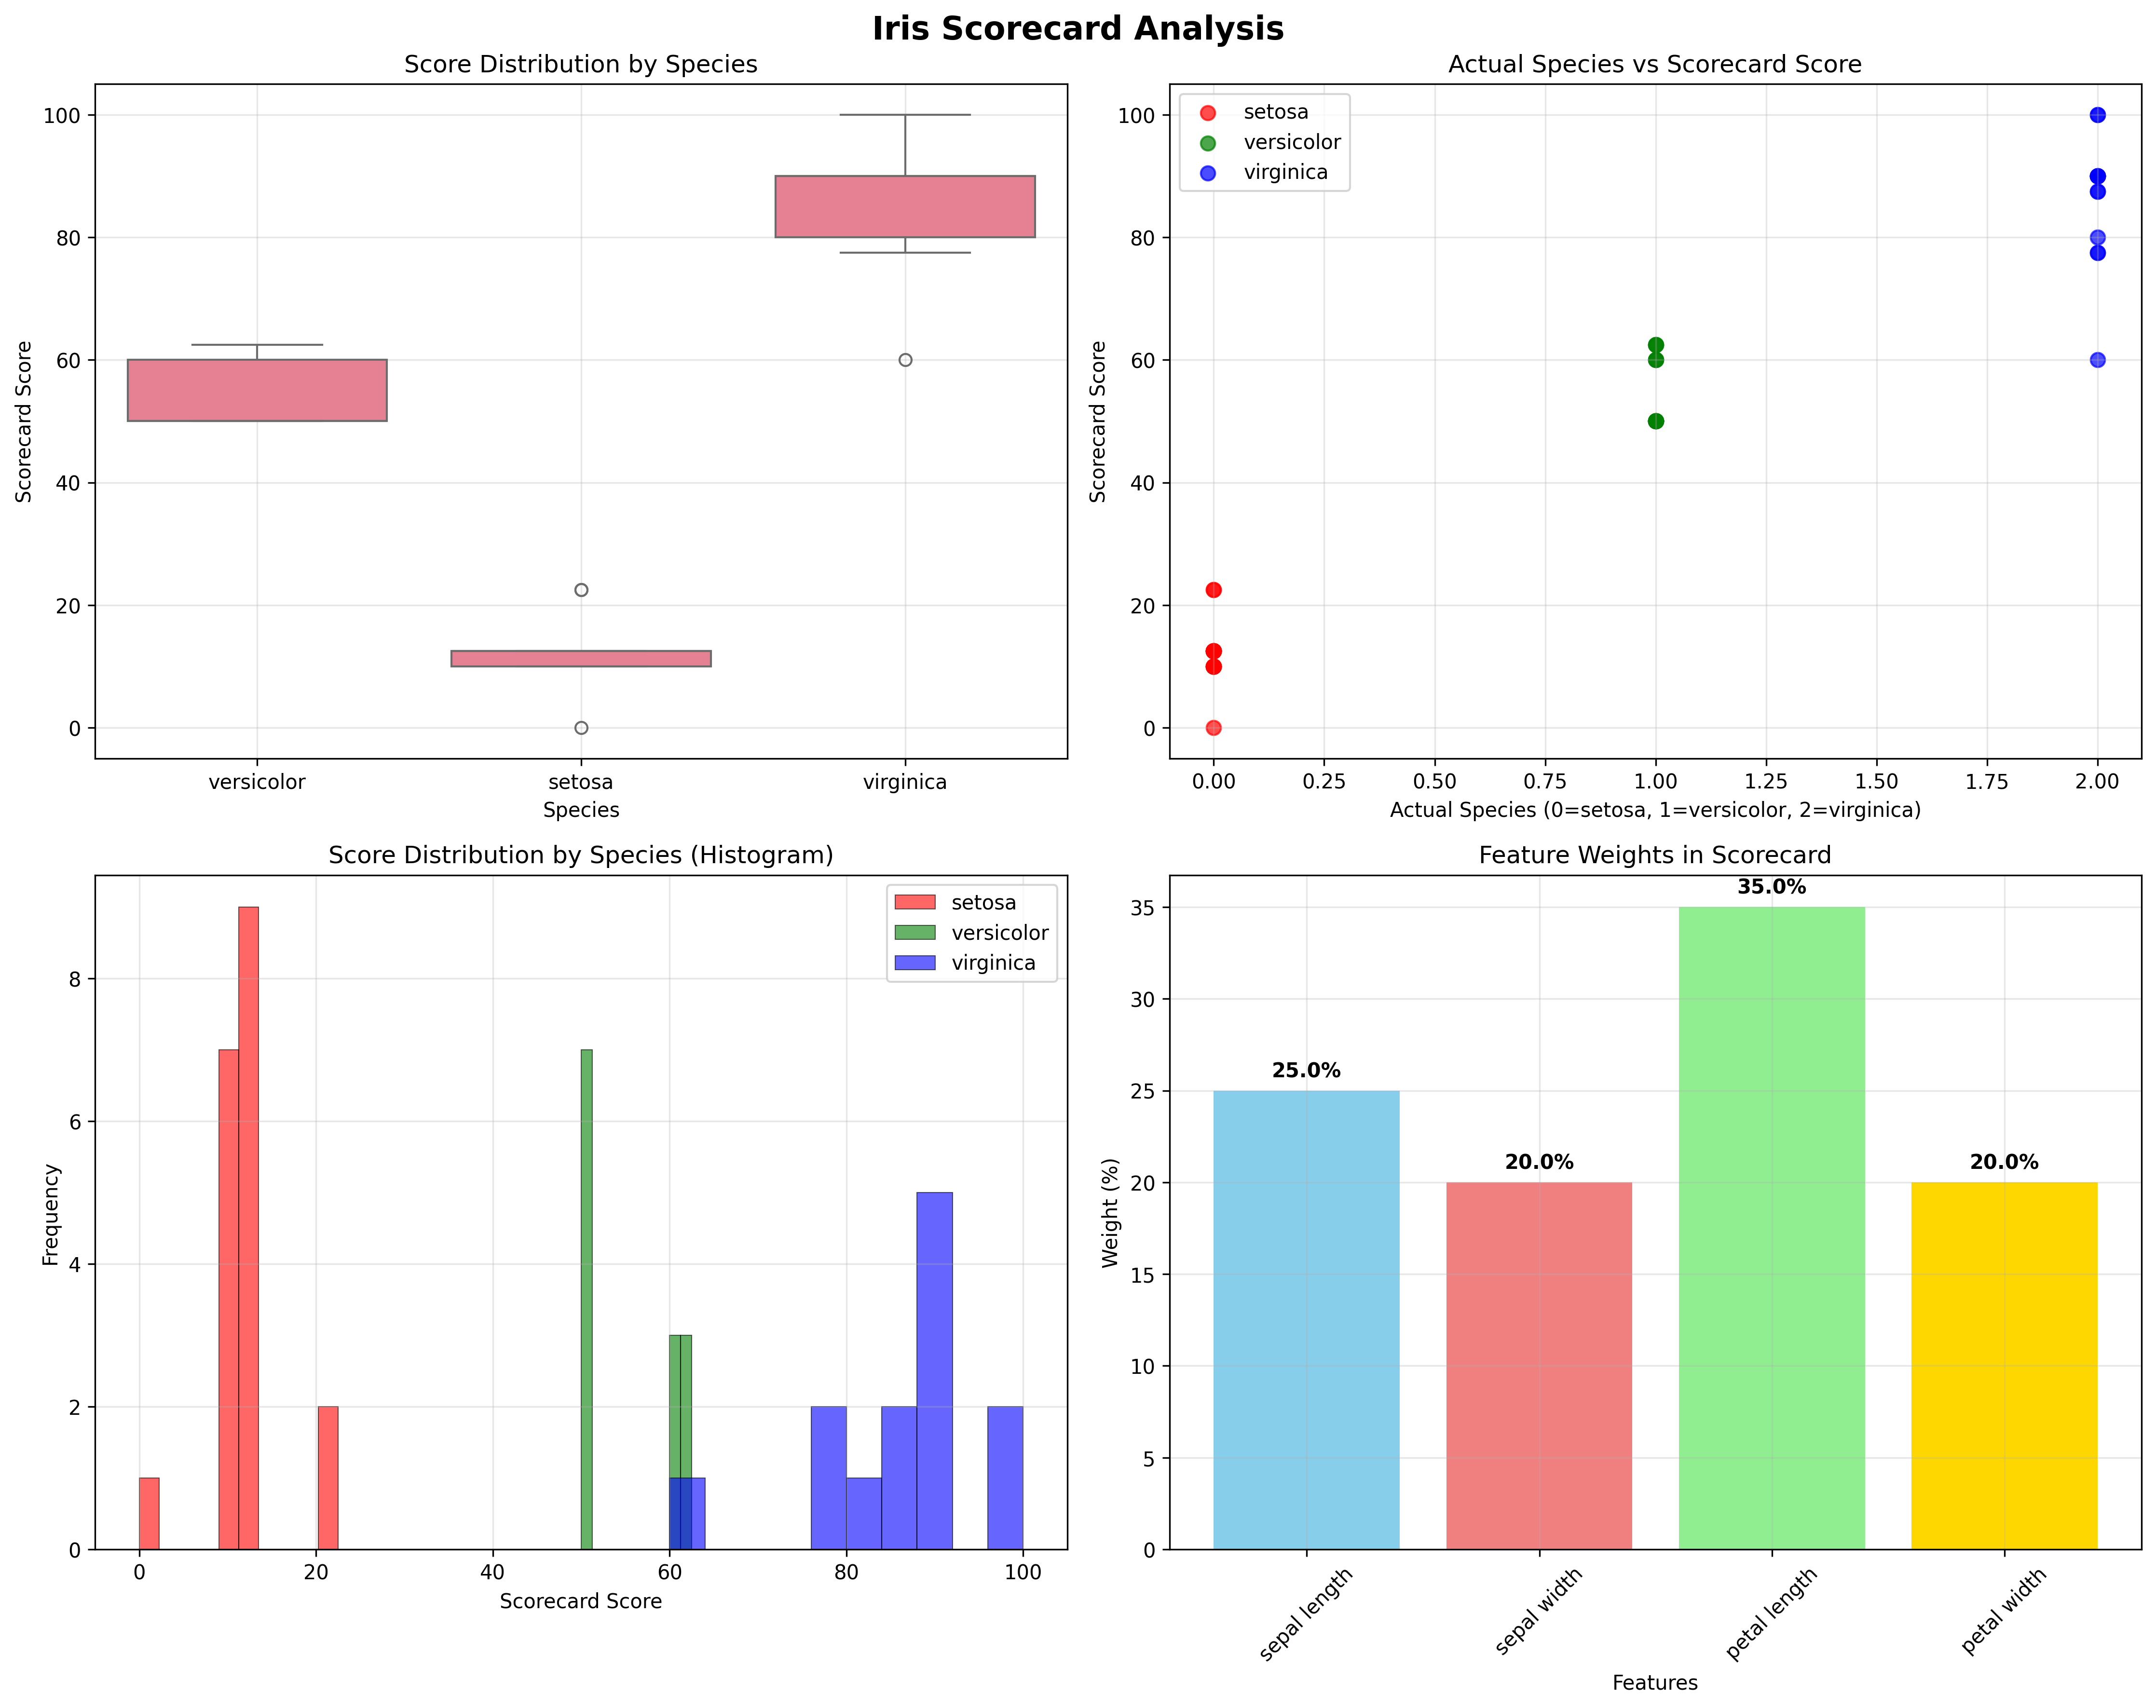 Iris Scorecard Analysis
Score Distribution by Species
Scorecard Score
100
80
60
40
20
0
versicolor setosa virginica
Species
Actual Species vs Scorecard Score
setosa
versicolor
virginica
Scorecard Score
100
80
60
40
20
0
0.00 0.25 0.50 0.75 1.00 1.25 1.50 1.75 2.00
Actual Species (0=setosa, 1=versicolor, 2=virginica)
Score Distribution by Species (Histogram)
setosa
versicolor
virginica
Frequency
8
6
4
2
0
0 20 40 60 80 100
Scorecard Score
Feature Weights in Scorecard
Weight (%)
35
30
25
20
15
10
5
0
25.0% 20.0% 35.0% 20.0%
sepal length sepal width petal length petal width
Features